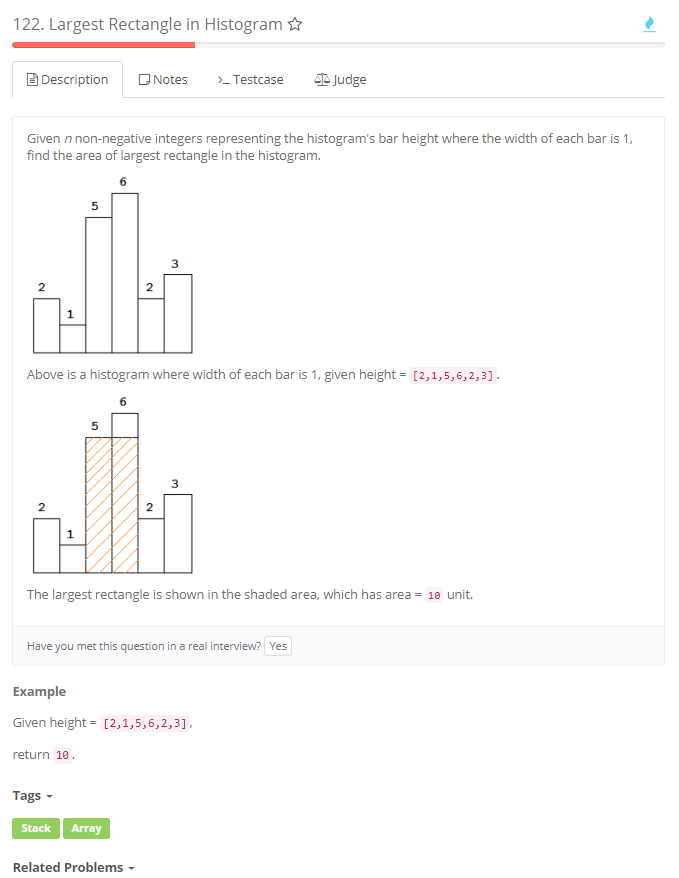 122. Largest Rectangle in Histogram
Description Notes Testcase Judge
Given n non-negative integers representing the histogram's bar height where the width of each bar is 1,
find the area of largest rectangle in the histogram.
6
5
3
2 2
1
Above is a histogram where width of each bar is 1, given height = [2,1,5,6,2,3].
6
5
3
2 2
1
The largest rectangle is shown in the shaded area, which has area = 10 unit.
Have you met this question in a real interview? Yes
Example
Given height = [2,1,5,6,2,3],
return 10.
Tags
Stack Array
Related Problems